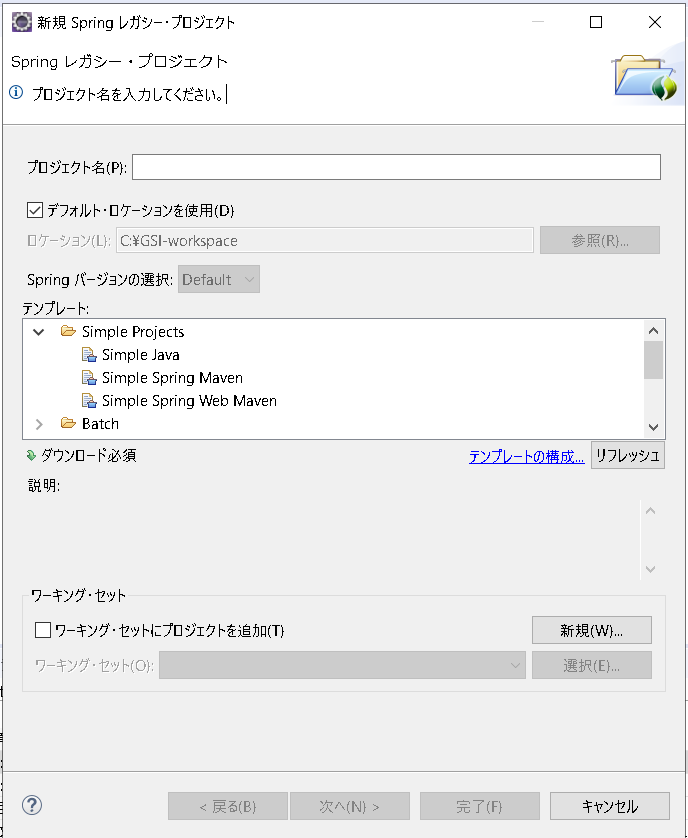 新規 Spring レガシー・プロジェクト
Spring レガシー・プロジェクト
プロジェクト名を入力してください。
プロジェクト名(P):
デフォルト・ロケーションを使用(D)
ロケーション(L): C:¥GSI-workspace 参照(R)...
Spring バージョンの選択: Default
テンプレート:
Simple Projects
Simple Java
Simple Spring Maven
Simple Spring Web Maven
Batch
ダウンロード必須 テンプレートの構成... リフレッシュ
説明:
ワーキング・セット
ワーキング・セットにプロジェクトを追加(T) 新規(W)...
ワーキング・セット(O): 選択(E)...
< 戻る(B) 次へ(N) > 完了(F) キャンセル